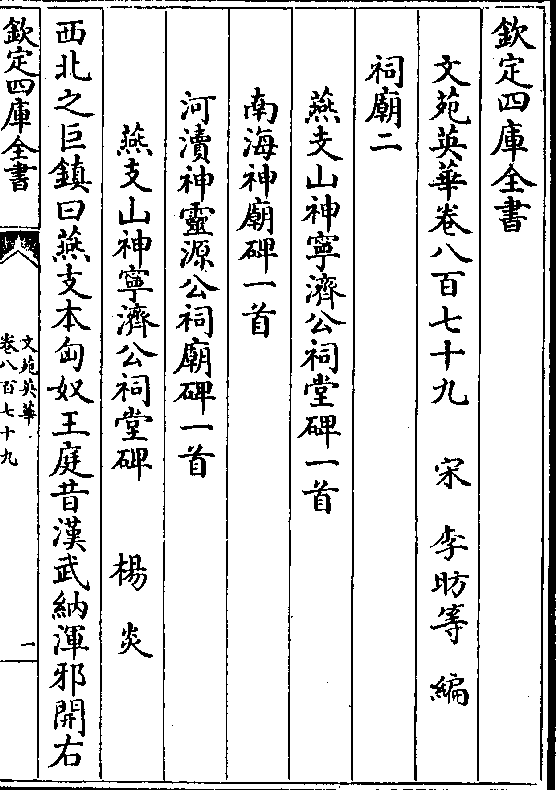 欽定四庫全書
文苑英華卷八百七十九 宋 李昉等 編
祠廟二
燕支山神寧濟公祠堂碑一首
南海神廟碑一首
河瀆神靈源公祠廟碑一首
燕支山神寧濟公祠堂碑 楊炎
西北之巨鎮曰燕支本匈奴王庭昔漢武納渾邪開右
欽定四庫全書
文苑英華
卷八百七十九
一